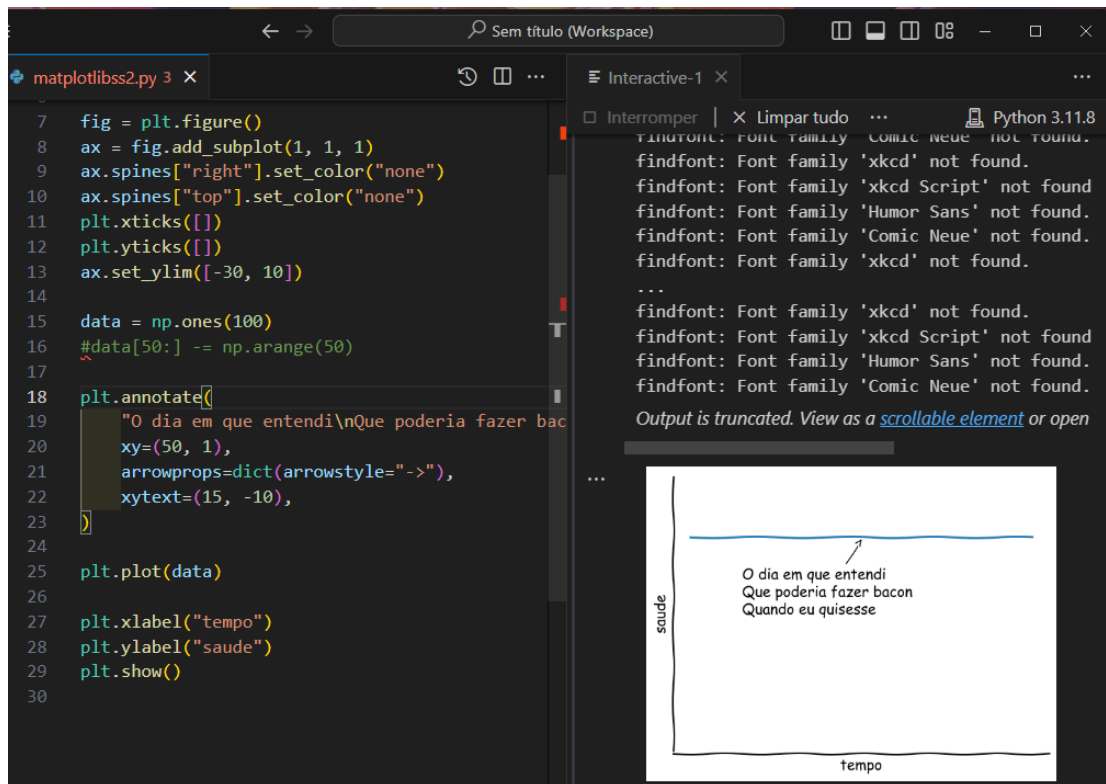 Sem título (Workspace)
matplotlibss2.py 3
Interactive-1
Interromper
Limpar tudo
Python 3.11.8
7 fig = plt.figure()
8 ax = fig.add_subplot(1, 1, 1)
9 ax.spines["right"].set_color("none")
10 ax.spines["top"].set_color("none")
11 plt.xticks([])
12 plt.yticks([])
13 ax.set_ylim([-30, 10])
14
15 data = np.ones(100)
16 #data[50:] -= np.arange(50)
17
18 plt.annotate(
19 "O dia em que entendi\nQue poderia fazer bac
20 xy=(50, 1),
21 arrowprops=dict(arrowstyle="->"),
22 xytext=(15, -10),
23 )
24
25 plt.plot(data)
26
27 plt.xlabel("tempo")
28 plt.ylabel("saude")
29 plt.show()
30
findfont: Font family 'Comic Neue' not found.
findfont: Font family 'xkcd' not found.
findfont: Font family 'xkcd Script' not found
findfont: Font family 'Humor Sans' not found.
findfont: Font family 'Comic Neue' not found.
findfont: Font family 'xkcd' not found.
...
findfont: Font family 'xkcd' not found.
findfont: Font family 'xkcd Script' not found
findfont: Font family 'Humor Sans' not found.
findfont: Font family 'Comic Neue' not found.
Output is truncated. View as a scrollable element or open
O dia em que entendi
Que poderia fazer bacon
Quando eu quisesse
saude
tempo